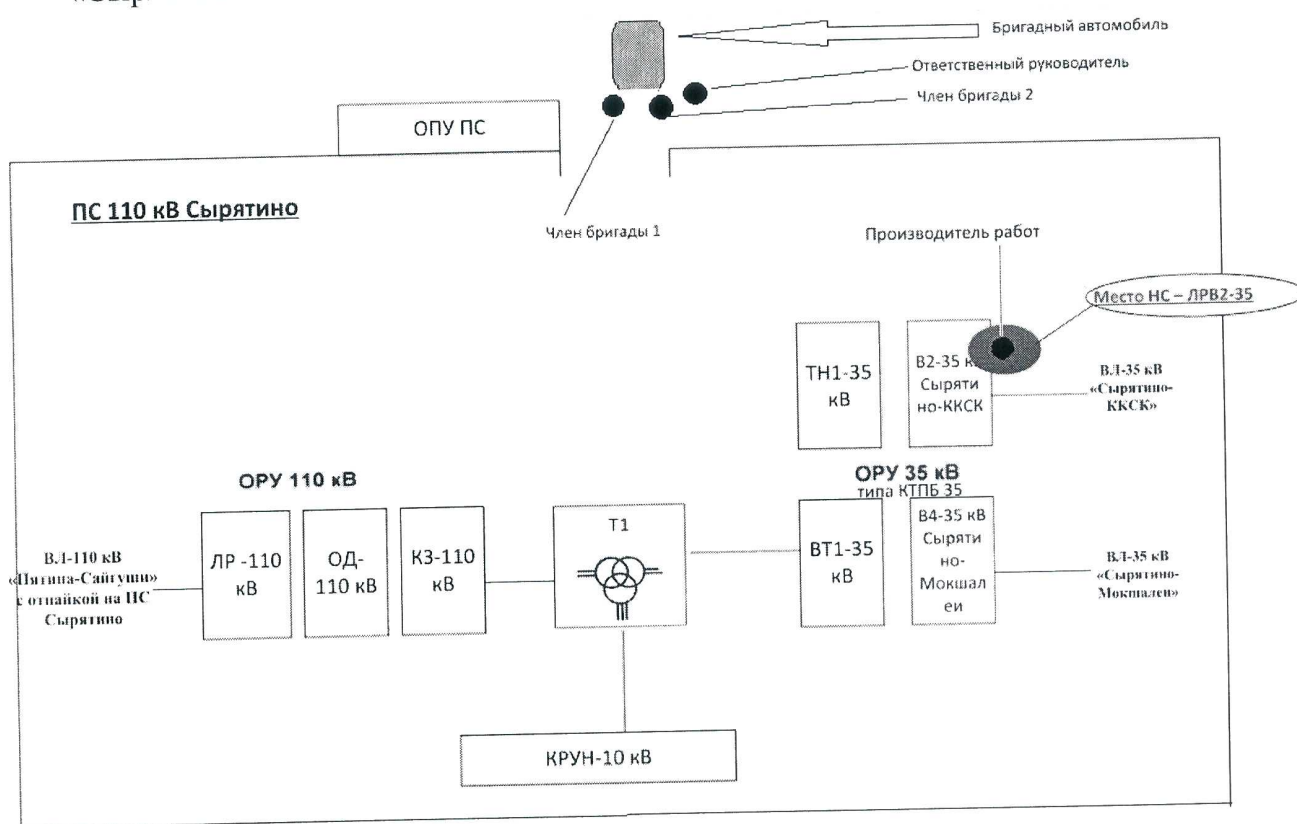 Бригадный автомобиль
Ответственный руководитель
Член бригады 2
ОПУ ПС
ПС 110 кВ Сырятино
Член бригады 1
Производитель работ
Место НС – ЛРВ2-35
ТН1-35
кВ
В2-35 к
Сыряти
но-ККСК
ВЛ-35 кВ
«Сырятино-
ККСК»
ОРУ 110 кВ
ОРУ 35 кВ
типа КТПБ 35
ВЛ-110 кВ
«Пятина-Сайгуши»
с отпайкой на ПС
Сырятино
ЛР -110
кВ
ОД-
110 кВ
КЗ-110
кВ
Т1
ВТ1-35
кВ
В4-35 кВ
Сыряти
но-
Мокшал
еи
ВЛ-35 кВ
«Сырятино-
Мокшалеи»
КРУН-10 кВ